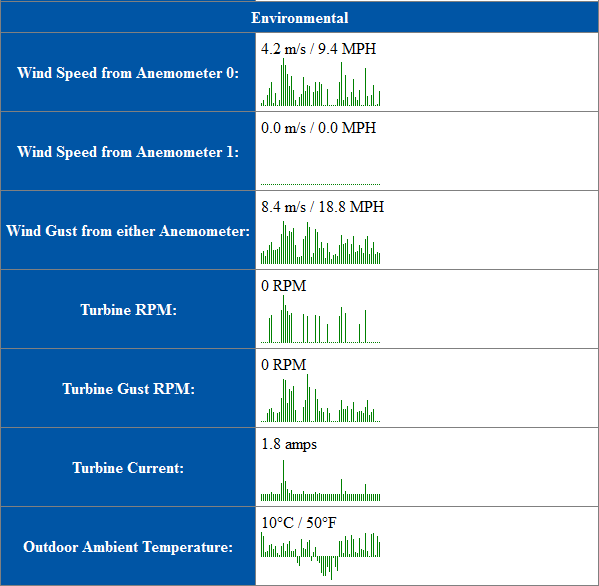 Environmental
Wind Speed from Anemometer 0:
4.2 m/s / 9.4 MPH
Wind Speed from Anemometer 1:
0.0 m/s / 0.0 MPH
Wind Gust from either Anemometer:
8.4 m/s / 18.8 MPH
Turbine RPM:
0 RPM
Turbine Gust RPM:
0 RPM
Turbine Current:
1.8 amps
Outdoor Ambient Temperature:
10°C / 50°F